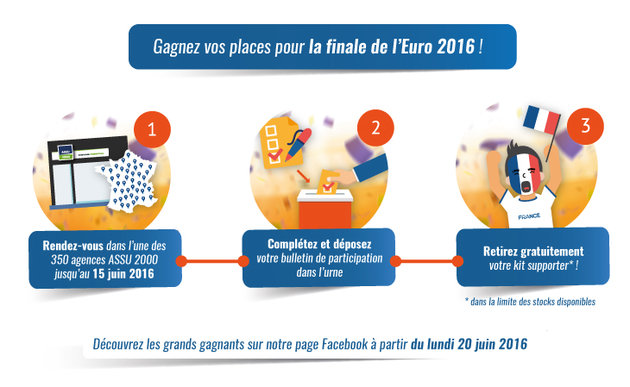 Gagnez vos places pour la finale de l'Euro 2016 !
1
2
3
FRANCE
Rendez-vous dans l'une des
350 agences ASSU 2000
jusqu'au 15 juin 2016
Complétez et déposez
votre bulletin de participation
dans l'urne
Retirez gratuitement
votre kit supporter* !
* dans la limite des stocks disponibles
Découvrez les grands gagnants sur notre page Facebook à partir du lundi 20 juin 2016